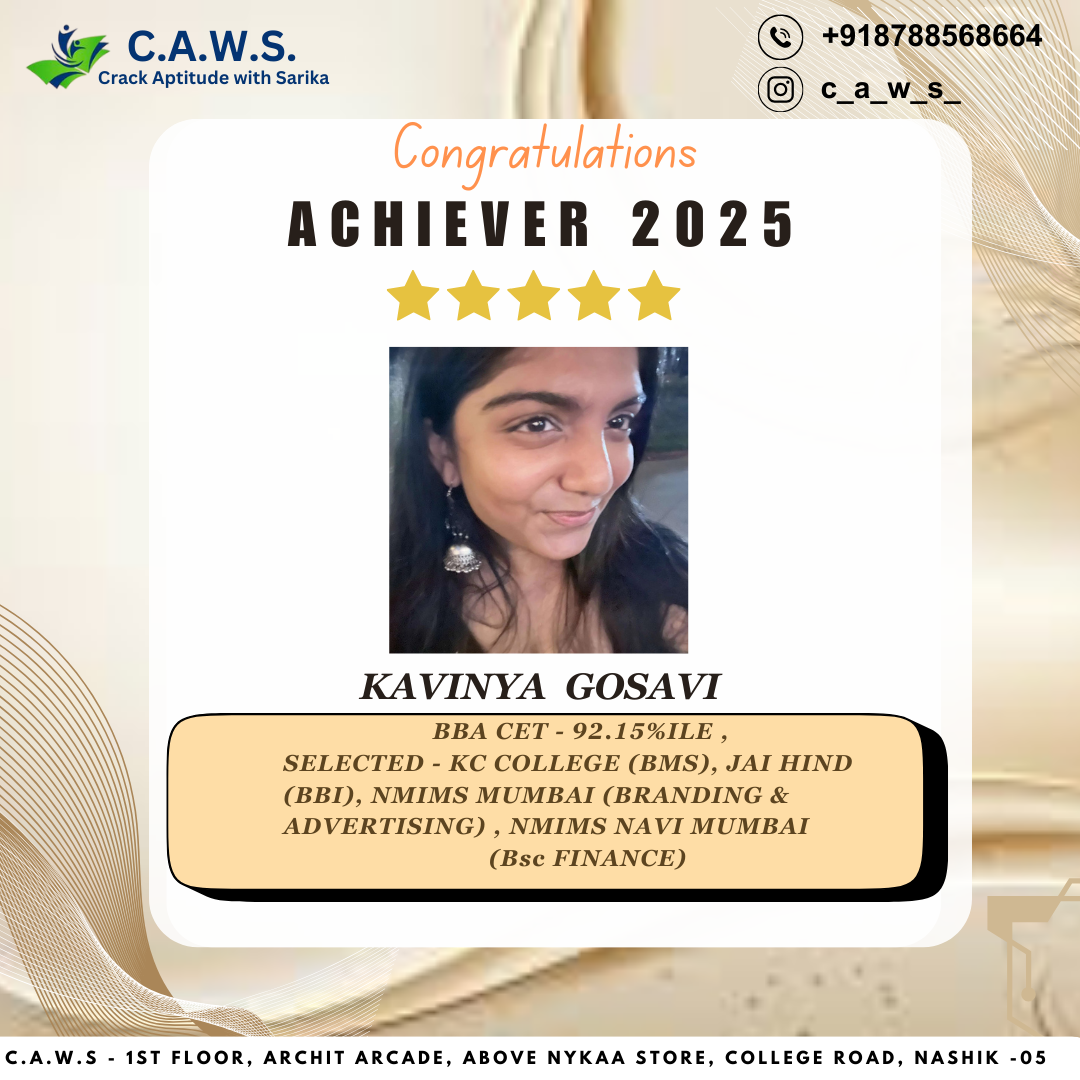 C.A.W.S.
Crack Aptitude with Sarika
+918788568664
c_a_w_s_
Congratulations
ACHIEVER 2025
KAVINYA GOSAVI
BBA CET - 92.15%ILE ,
SELECTED - KC COLLEGE (BMS), JAI HIND
(BBI), NMIMS MUMBAI (BRANDING &
ADVERTISING) , NMIMS NAVI MUMBAI
(Bsc FINANCE)
C.A.W.S - 1ST FLOOR, ARCHIT ARCADE, ABOVE NYKAA STORE, COLLEGE ROAD, NASHIK -05